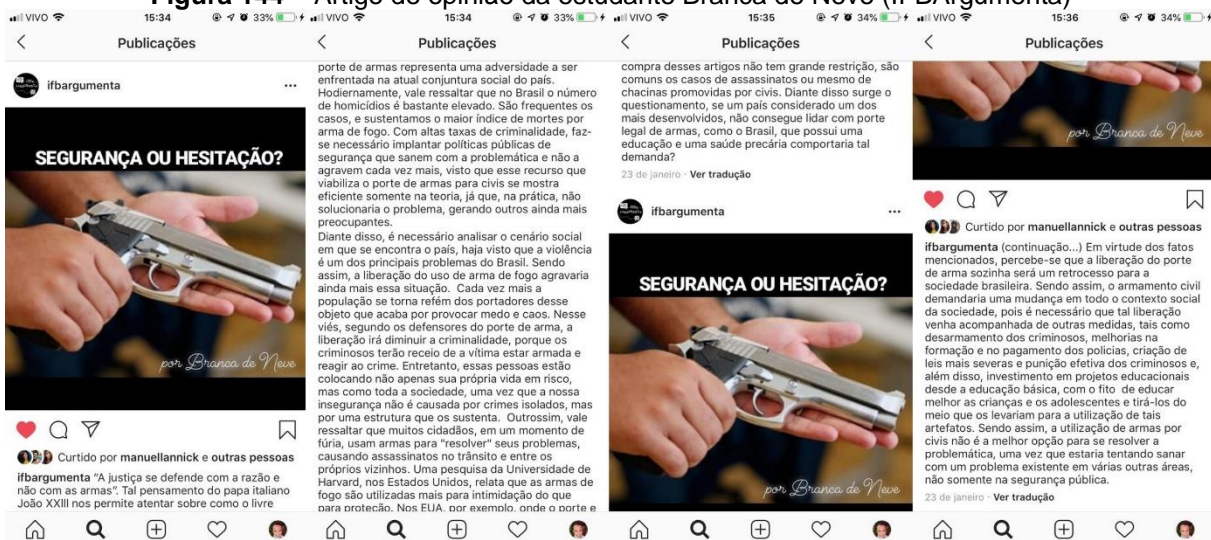 Figura 144 – Artigo de opinião da estudante Branca de Neve (IFBArgumenta)
VIVO 15:34 33%
Publicações
ifbargumenta
SEGURANÇA OU HESITAÇÃO?
por Branca de Neve
Curtido por manuellannick e outras pessoas
ifbargumenta “A justiça se defende com a razão e
não com as armas”. Tal pensamento do papa italiano
João XXIII nos permite atentar sobre como o livre
VIVO 15:34 33%
Publicações
porte de armas representa uma adversidade a ser
enfrentada na atual conjuntura social do país.
Hodiernamente, vale ressaltar que no Brasil o número
de homicídios é bastante elevado. São frequentes os
casos, e sustentamos o maior índice de mortes por
arma de fogo. Com altas taxas de criminalidade, faz-
se necessário implantar políticas públicas de
segurança que sanem com a problemática e não a
agravem cada vez mais, visto que esse recurso que
viabiliza o porte de armas para civis se mostra
eficiente somente na teoria, já que, na prática, não
solucionaria o problema, gerando outros ainda mais
preocupantes.
Diante disso, é necessário analisar o cenário social
em que se encontra o país, haja visto que a violência
é um dos principais problemas do Brasil. Sendo
assim, a liberação do uso de arma de fogo agravaria
ainda mais essa situação. Cada vez mais a
população se torna refém dos portadores desse
objeto que acaba por provocar medo e caos. Nesse
viés, segundo os defensores do porte de arma, a
liberação irá diminuir a criminalidade, porque os
criminosos terão receio de a vítima estar armada e
reagir ao crime. Entretanto, essas pessoas estão
colocando não apenas sua própria vida em risco,
mas como toda a sociedade, uma vez que a nossa
insegurança não é causada por crimes isolados, mas
por uma estrutura que os sustenta. Outrossim, vale
ressaltar que muitos cidadãos, em um momento de
fúria, usam armas para "resolver" seus problemas,
causando assassinatos no trânsito e entre os
próprios vizinhos. Uma pesquisa da Universidade de
Harvard, nos Estados Unidos, relata que as armas de
fogo são utilizadas mais para intimidação do que
para proteção. Nos EUA, por exemplo, onde o porte e
VIVO 15:35 34%
Publicações
compra desses artigos não tem grande restrição, são
comuns os casos de assassinatos ou mesmo de
chacinas promovidas por civis. Diante disso surge o
questionamento, se um país considerado um dos
mais desenvolvidos, não consegue lidar com porte
legal de armas, como o Brasil, que possui uma
educação e uma saúde precária comportaria tal
demanda?
23 de janeiro · Ver tradução
ifbargumenta
SEGURANÇA OU HESITAÇÃO?
por Branca de Neve
VIVO 15:36 34%
Publicações
por Branca de Neve
Curtido por manuellannick e outras pessoas
ifbargumenta (continuação...) Em virtude dos fatos
mencionados, percebe-se que a liberação do porte
de arma sozinha será um retrocesso para a
sociedade brasileira. Sendo assim, o armamento civil
demandaria uma mudança em todo o contexto social
da sociedade, pois é necessário que tal liberação
venha acompanhada de outras medidas, tais como
desarmamento dos criminosos, melhorias na
formação e no pagamento dos policias, criação de
leis mais severas e punição efetiva dos criminosos e,
além disso, investimento em projetos educacionais
desde a educação básica, com o fito de educar
melhor as crianças e os adolescentes e tirá-los do
meio que os levariam para a utilização de tais
artefatos. Sendo assim, a utilização de armas por
civis não é a melhor opção para se resolver a
problemática, uma vez que estaria tentando sanar
com um problema existente em várias outras áreas,
não somente na segurança pública.
23 de janeiro · Ver tradução